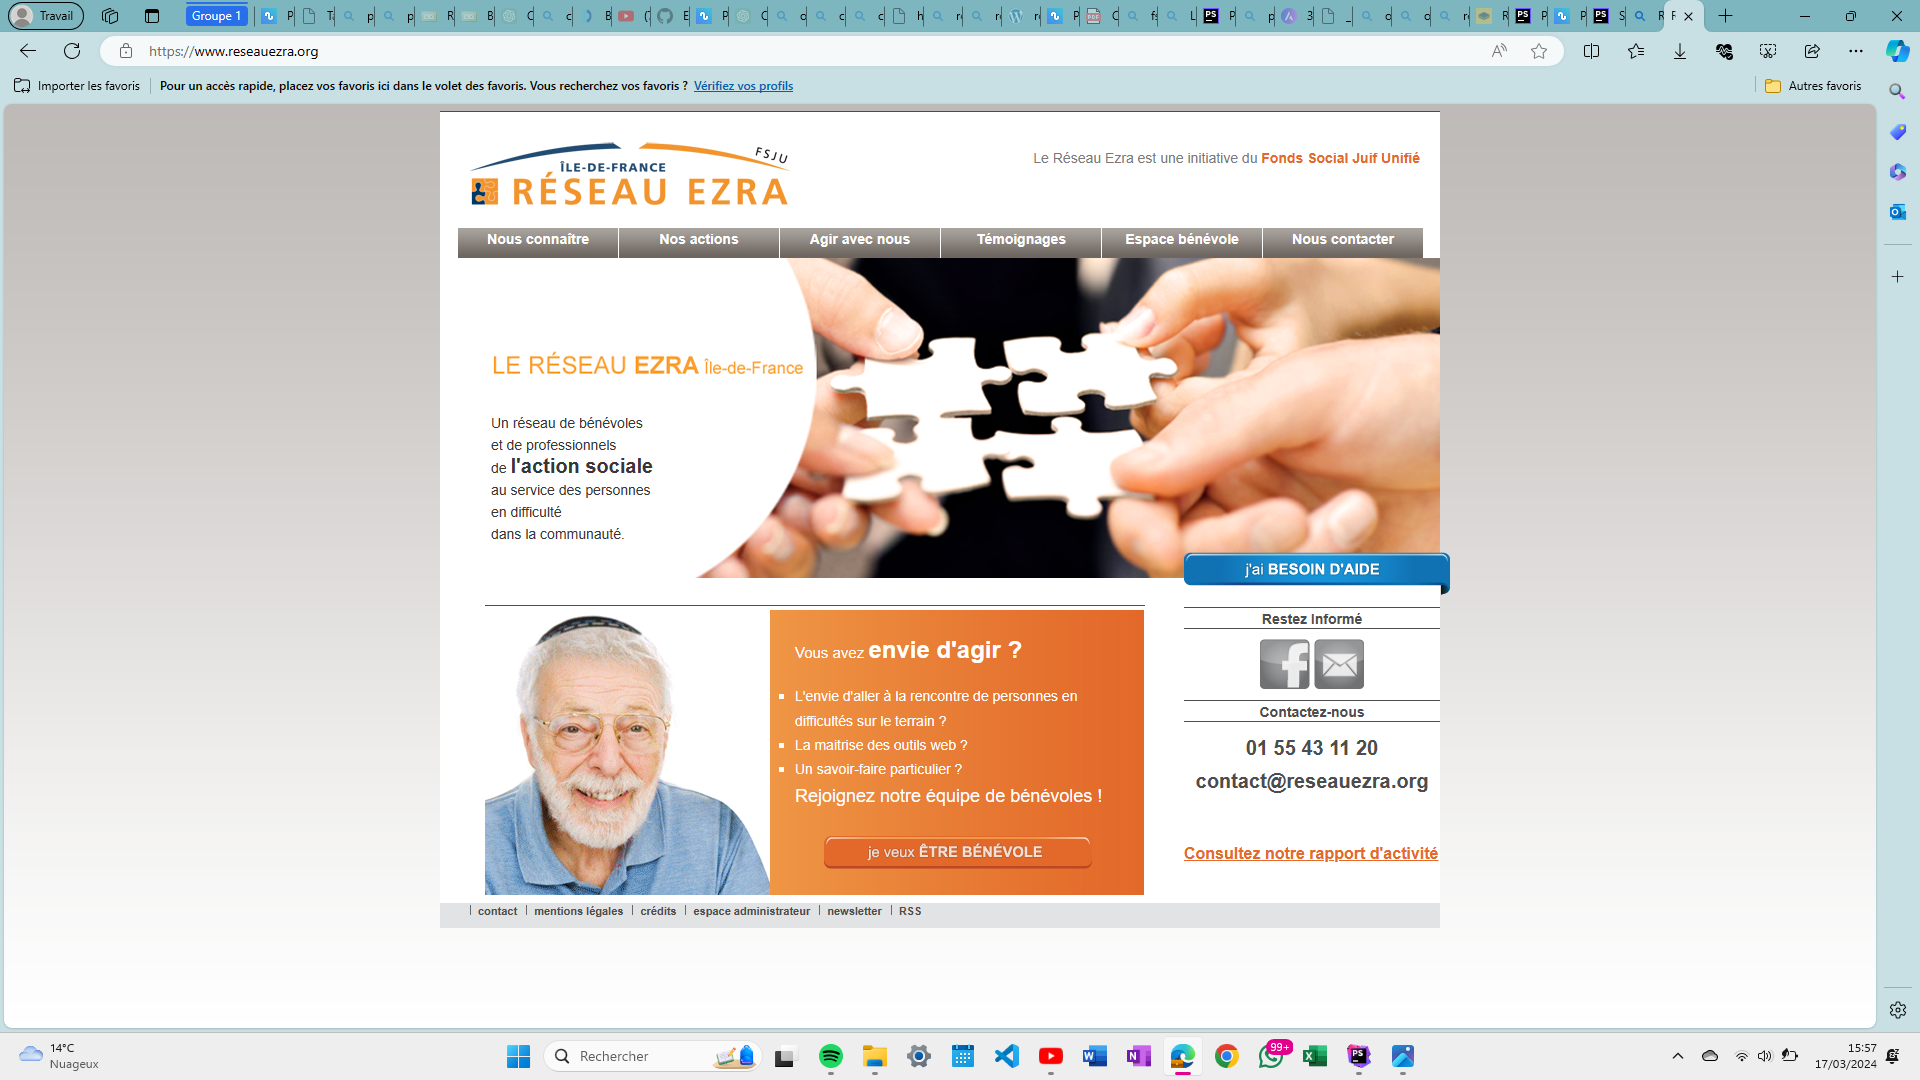 Travail
Groupe 1
https://www.reseauezra.org
Importer les favoris
Pour un accès rapide, placez vos favoris ici dans le volet des favoris. Vous recherchez vos favoris ? Vérifiez vos profils
Autres favoris
FSJU
ÎLE-DE-FRANCE
RÉSEAU EZRA
Le Réseau Ezra est une initiative du Fonds Social Juif Unifié
Nous connaître
Nos actions
Agir avec nous
Témoignages
Espace bénévole
Nous contacter
LE RÉSEAU EZRA Île-de-France
Un réseau de bénévoles
et de professionnels
de l'action sociale
au service des personnes
en difficulté
dans la communauté.
j'ai BESOIN D'AIDE
Vous avez envie d'agir ?
L'envie d'aller à la rencontre de personnes en
difficultés sur le terrain ?
La maitrise des outils web ?
Un savoir-faire particulier ?
Rejoignez notre équipe de bénévoles !
je veux ÊTRE BÉNÉVOLE
Restez Informé
Contactez-nous
01 55 43 11 20
contact@reseauezra.org
Consultez notre rapport d'activité
contact
mentions légales
crédits
espace administrateur
newsletter
RSS
14°C
Nuageux
Rechercher
99+
15:57
17/03/2024